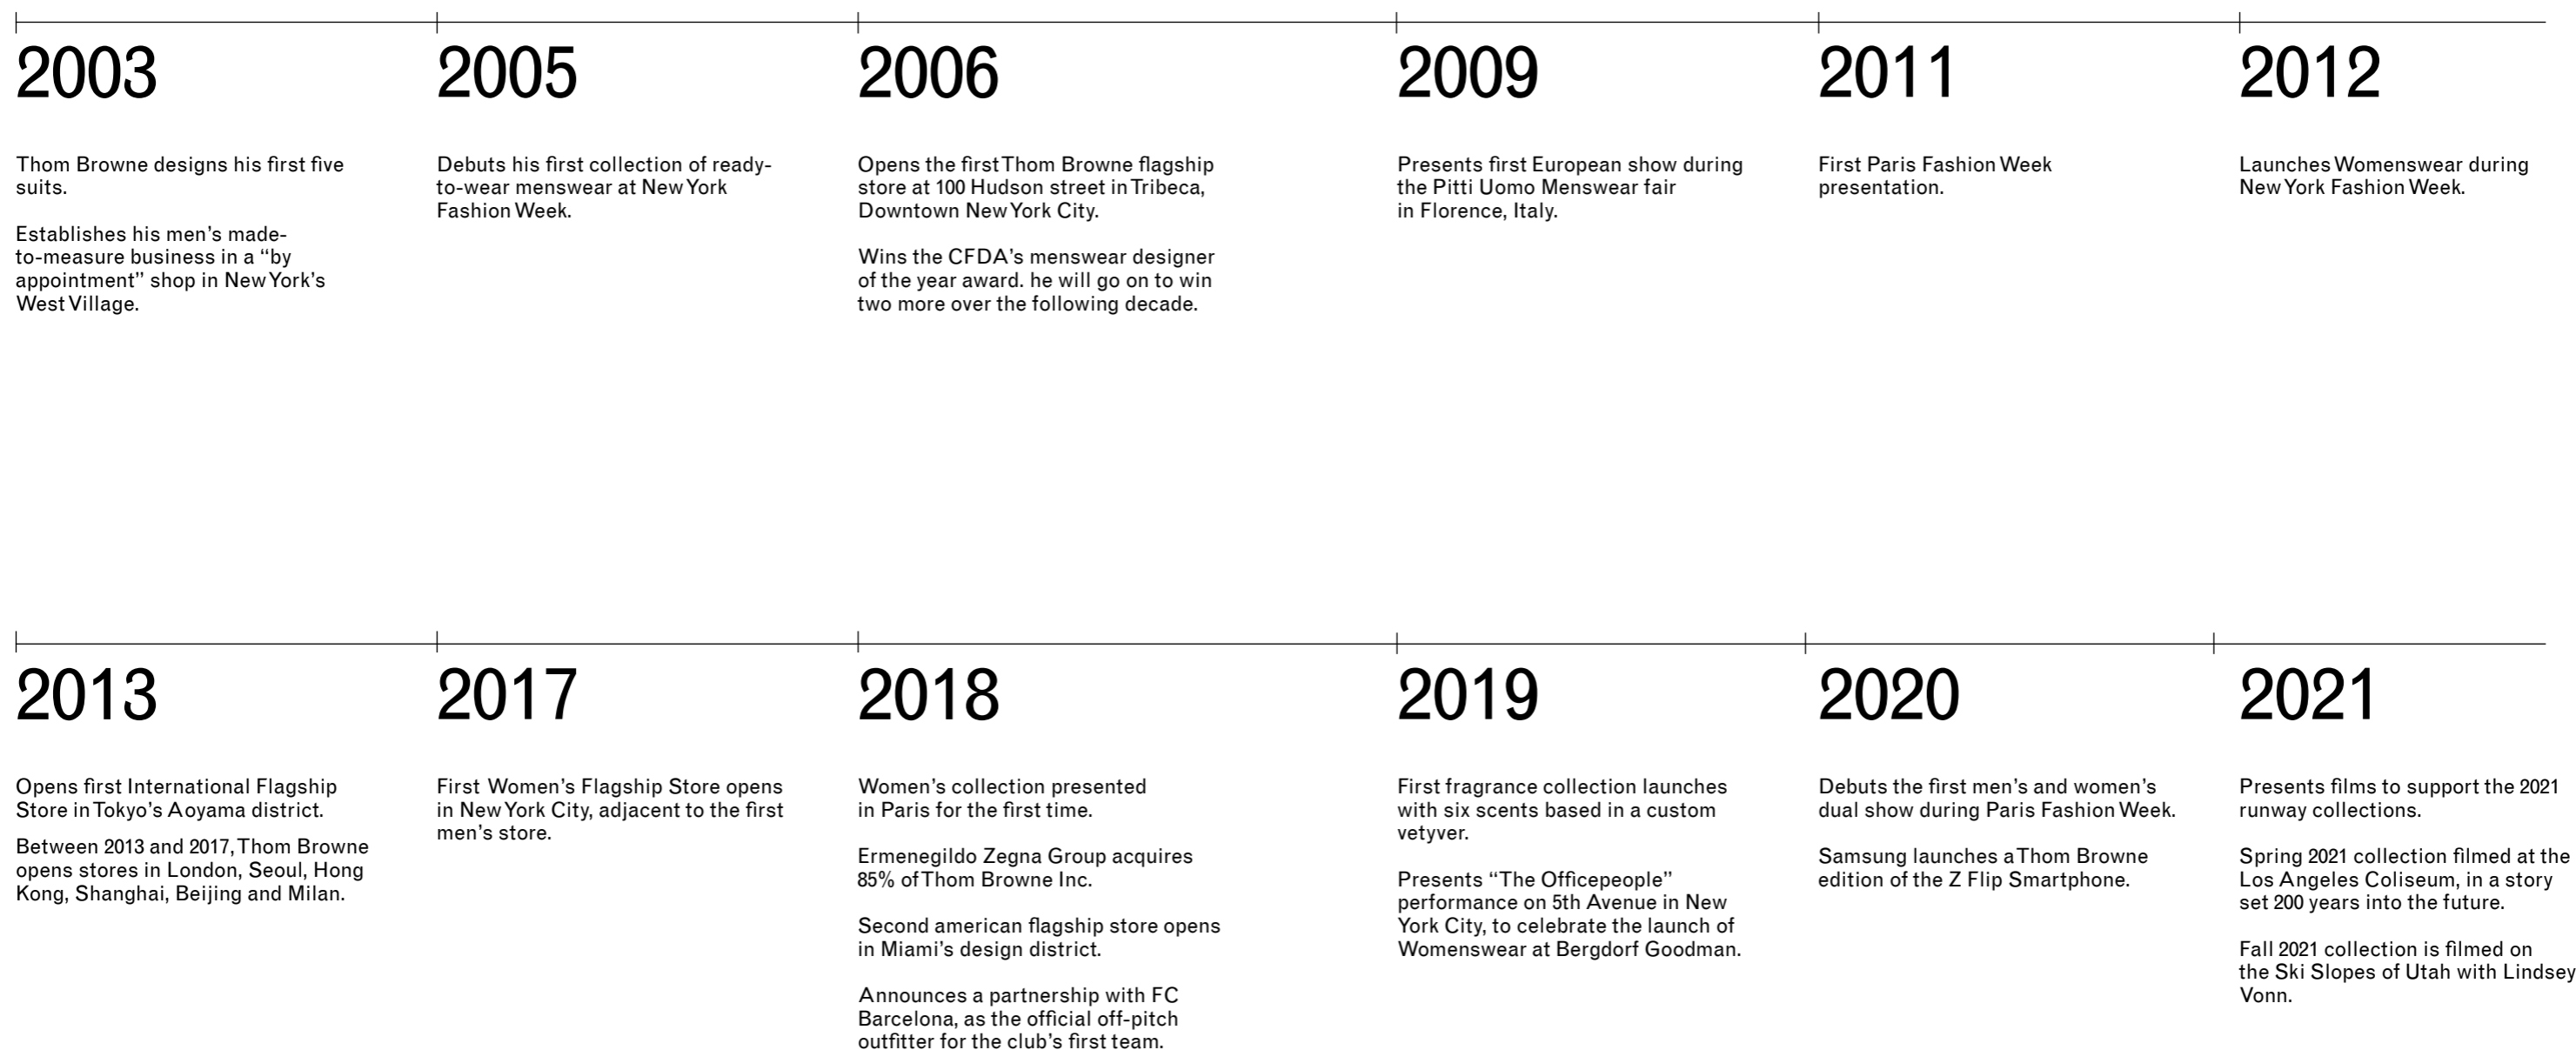 2003
Thom Browne designs his first five
suits.
Establishes his men’s made-
to-measure business in a “by
appointment” shop in New York’s
West Village.
2005
Debuts his first collection of ready-
to-wear menswear at New York
Fashion Week.
2006
Opens the first Thom Browne flagship
store at 100 Hudson street in Tribeca,
Downtown New York City.
Wins the CFDA’s menswear designer
of the year award. he will go on to win
two more over the following decade.
2009
Presents first European show during
the Pitti Uomo Menswear fair
in Florence, Italy.
2011
First Paris Fashion Week
presentation.
2012
Launches Womenswear during
New York Fashion Week.
2013
Opens first International Flagship
Store in Tokyo’s Aoyama district.
Between 2013 and 2017, Thom Browne
opens stores in London, Seoul, Hong
Kong, Shanghai, Beijing and Milan.
2017
First Women’s Flagship Store opens
in New York City, adjacent to the first
men’s store.
2018
Women’s collection presented
in Paris for the first time.
Ermenegildo Zegna Group acquires
85% of Thom Browne Inc.
Second american flagship store opens
in Miami’s design district.
Announces a partnership with FC
Barcelona, as the official off-pitch
outfitter for the club’s first team.
2019
First fragrance collection launches
with six scents based in a custom
vetyver.
Presents “The Officepeople”
performance on 5th Avenue in New
York City, to celebrate the launch of
Womenswear at Bergdorf Goodman.
2020
Debuts the first men’s and women’s
dual show during Paris Fashion Week.
Samsung launches a Thom Browne
edition of the Z Flip Smartphone.
2021
Presents films to support the 2021
runway collections.
Spring 2021 collection filmed at the
Los Angeles Coliseum, in a story
set 200 years into the future.
Fall 2021 collection is filmed on
the Ski Slopes of Utah with Lindsey
Vonn.